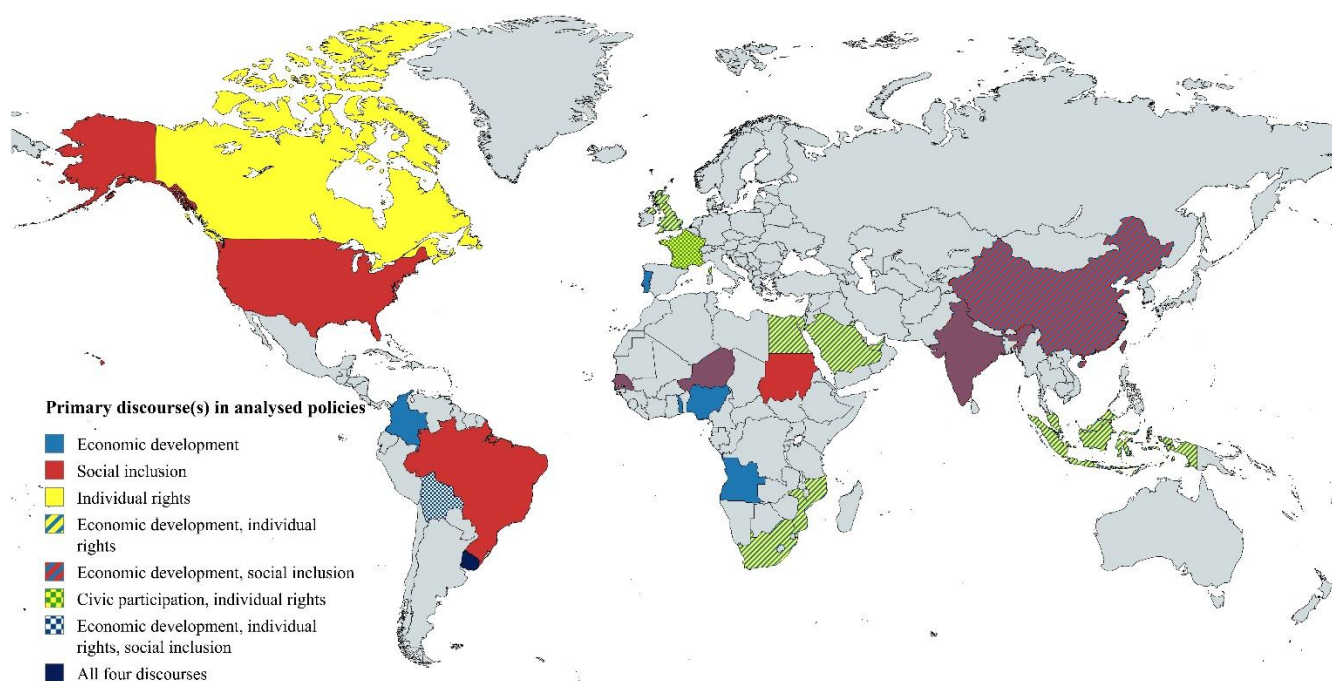 Primary discourse(s) in analysed policies
Economic development
Social inclusion
Individual rights
Economic development, individual
rights
Economic development, social inclusion
Civic participation, individual rights
Economic development, individual
rights, social inclusion
All four discourses